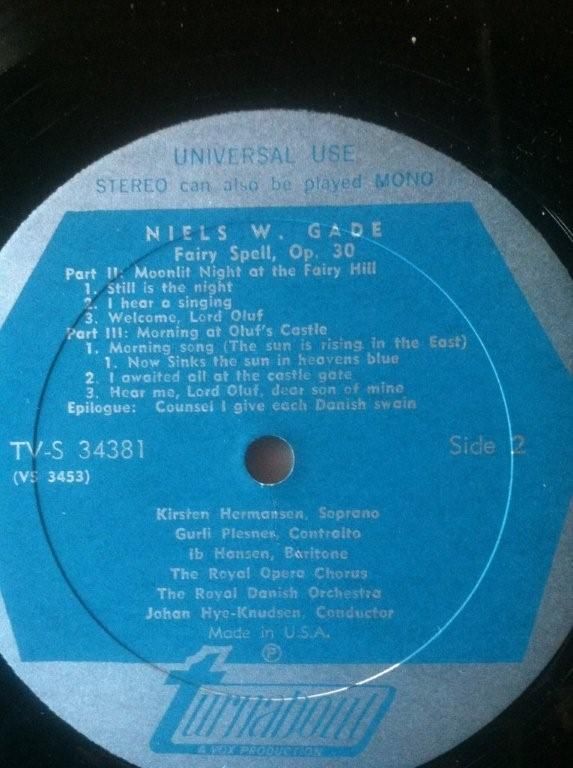 UNIVERSAL USE
STEREO can also be played MONO
NIELS W. GADE
Fairy Spell, Op. 30
Part II: Moonlit Night at the Fairy Hill
1. Still is the night
2. I hear a singing
3. Welcome, Lord Oluf
Part III: Morning at Oluf's Castle
1. Morning song (The sun is rising in the East)
1. Now Sinks the sun in heavens blue
2. I awaited all at the castle gate
3. Hear me, Lord Oluf, dear son of mine
Epilogue: Counsel I give each Danish swain
TV-S 34381
Side 2
(VS 3453)
Kirsten Hermansen, Soprano
Gurli Plesner, Contralto
Ib Hansen, Baritone
The Royal Opera Chorus
The Royal Danish Orchestra
Johan Hye-Knudsen, Conductor
Made in U.S.A.
℗
turnabout
A VOX PRODUCTION